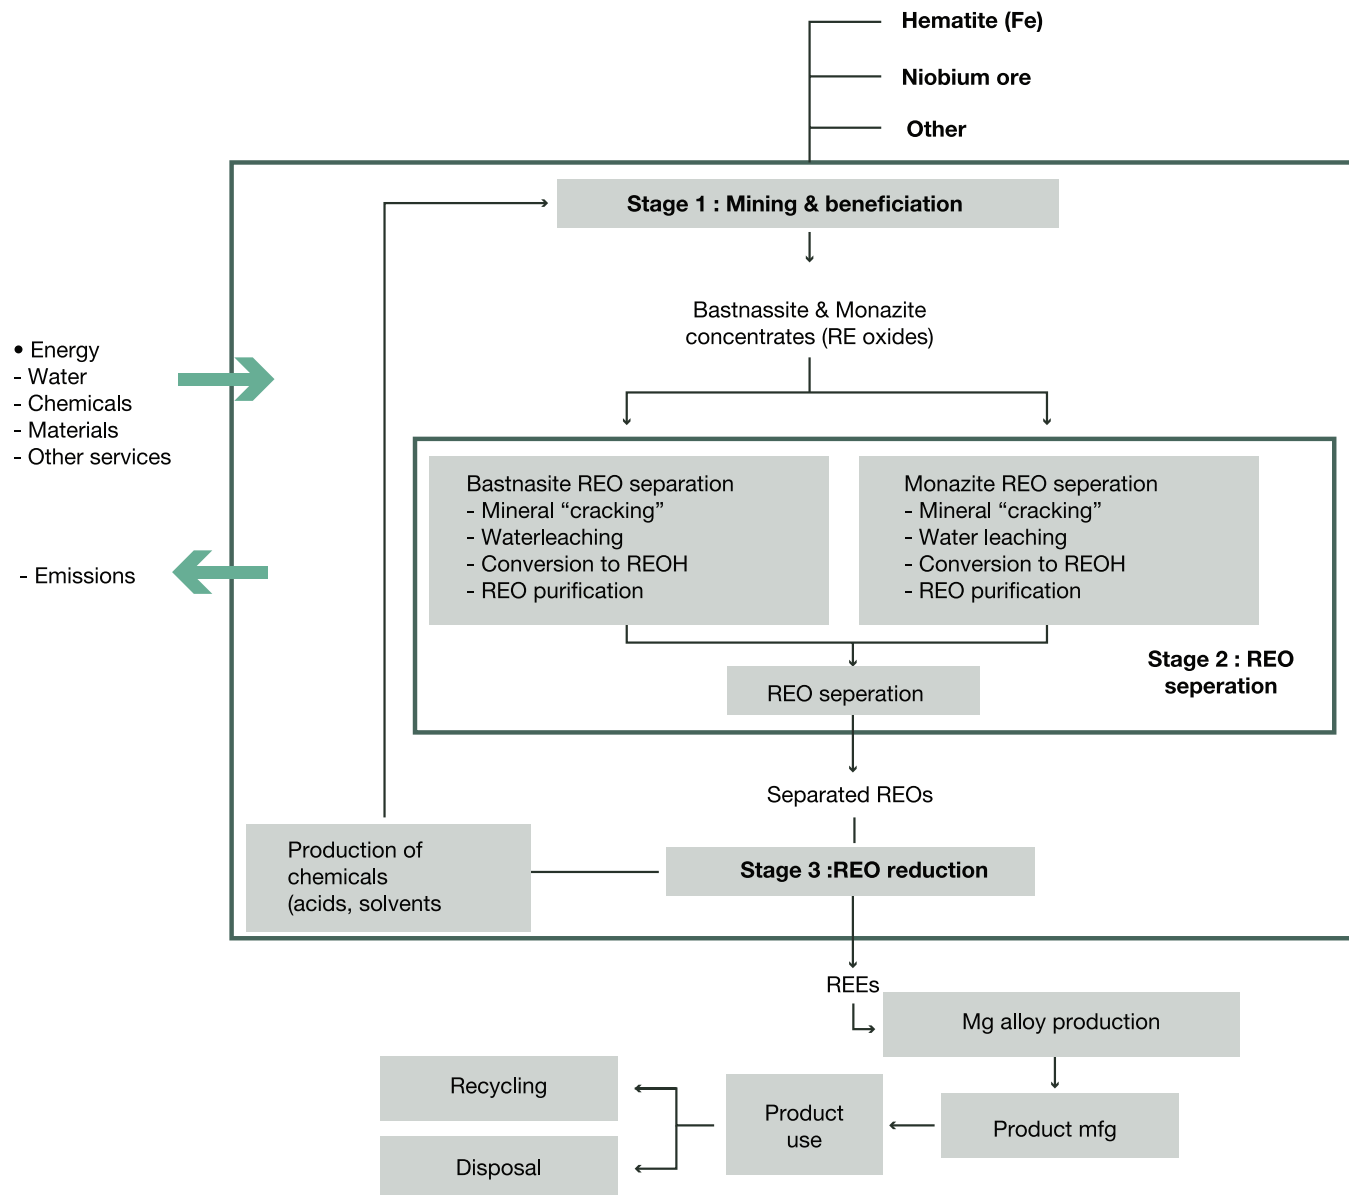 Hematite (Fe)
Niobium ore
Other
Stage 1 : Mining & beneficiation
Bastnassite & Monazite
concentrates (RE oxides)
• Energy
- Water
- Chemicals
- Materials
- Other services
- Emissions
Bastnasite REO separation
- Mineral “cracking”
- Waterleaching
- Conversion to REOH
- REO purification
Monazite REO seperation
- Mineral “cracking”
- Water leaching
- Conversion to REOH
- REO purification
Stage 2 : REO
seperation
REO seperation
Separated REOs
Production of
chemicals
(acids, solvents
Stage 3 :REO reduction
REEs
Mg alloy production
Recycling
Product
use
Product mfg
Disposal